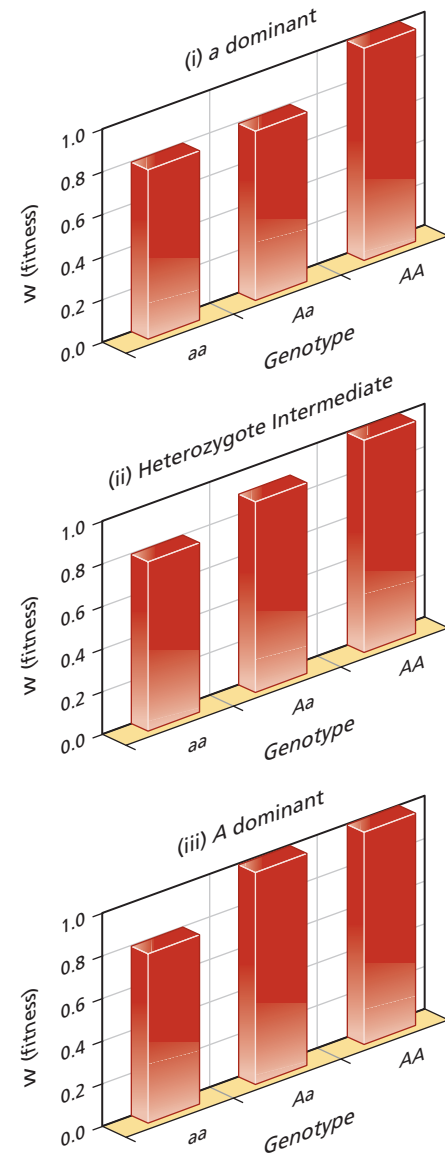 (i) a dominant
1.0
0.8
0.6
0.4
0.2
0.0
w (fitness)
aa
Aa
AA
Genotype
(ii) Heterozygote Intermediate
1.0
0.8
0.6
0.4
0.2
0.0
w (fitness)
aa
Aa
AA
Genotype
(iii) A dominant
1.0
0.8
0.6
0.4
0.2
0.0
w (fitness)
aa
Aa
AA
Genotype